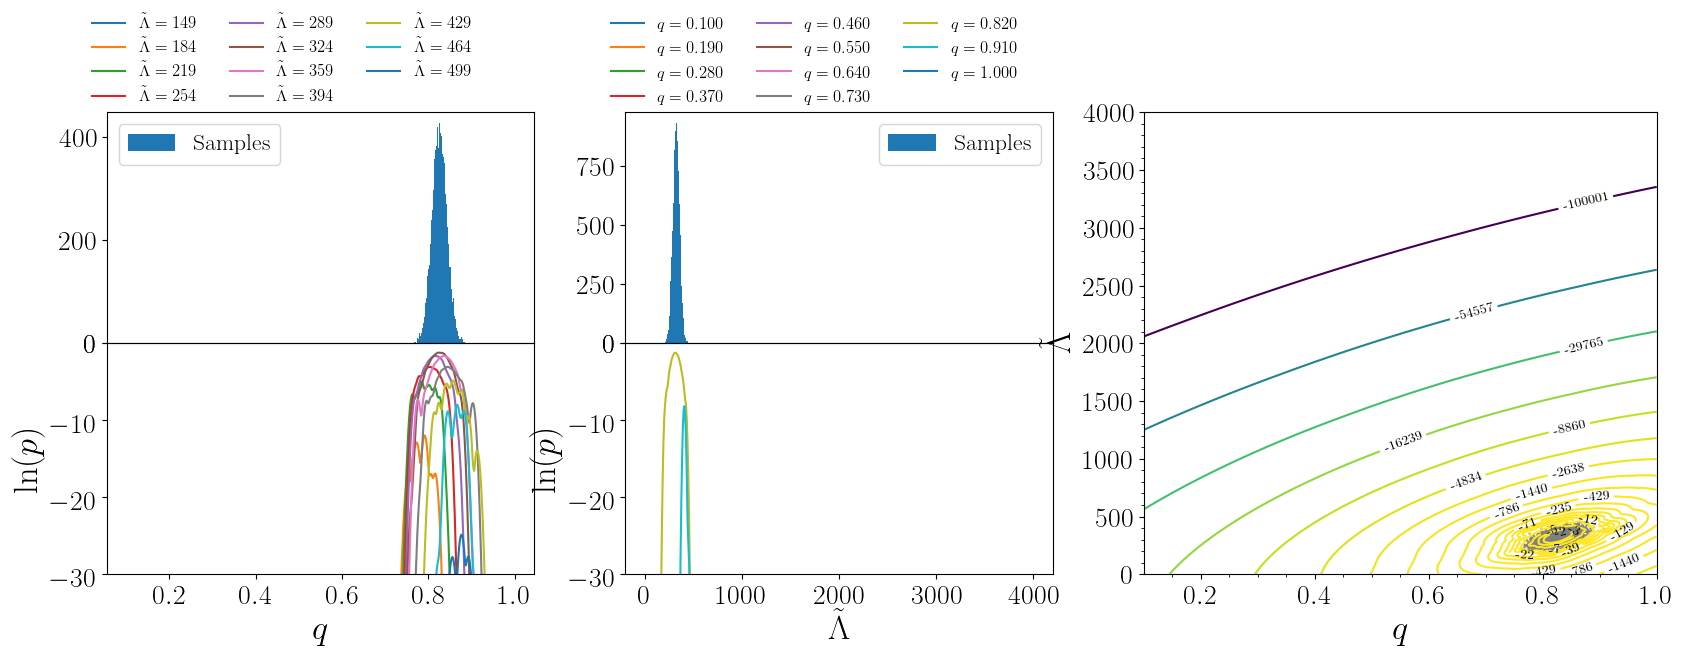 Λ̃ = 149 Λ̃ = 289 Λ̃ = 429
Λ̃ = 184 Λ̃ = 324 Λ̃ = 464
Λ̃ = 219 Λ̃ = 359 Λ̃ = 499
Λ̃ = 254 Λ̃ = 394
Samples
400
200
0
−10
−20
−30
ln(p)
0.2 0.4 0.6 0.8 1.0
q
q = 0.100 q = 0.460 q = 0.820
q = 0.190 q = 0.550 q = 0.910
q = 0.280 q = 0.640 q = 1.000
q = 0.370 q = 0.730
Samples
750
500
250
0
−10
−20
−30
ln(p)
0 1000 2000 3000 4000
Λ̃
4000
3500
3000
2500
2000
1500
1000
500
0
Λ̃
-100001
-54557
-29765
-16239
-8860
-4834
-2638
-1440
-786
-429
-235
-71
-12
-129
-22
-7
-39
429
786
-1440
0.2 0.4 0.6 0.8 1.0
q